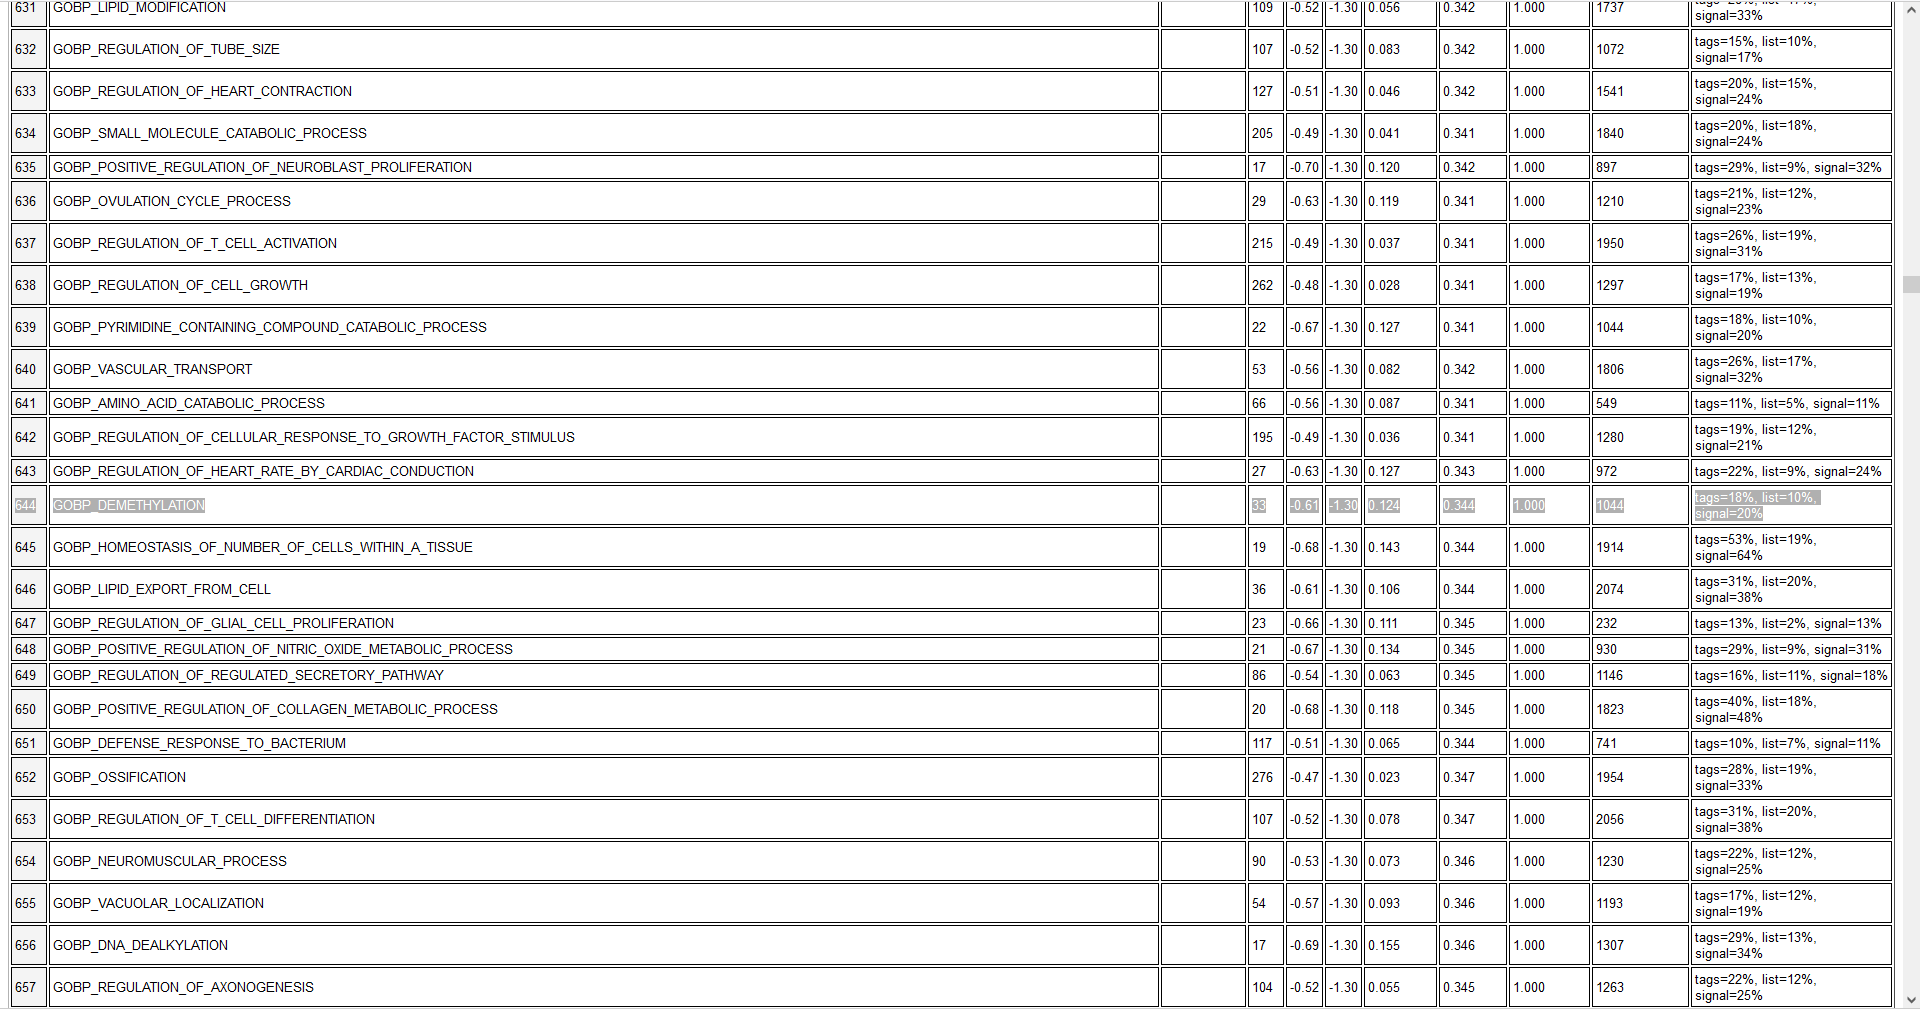 631 GOBP_LIPID_MODIFICATION 109 -0.52 -1.30 0.056 0.342 1.000 1737
signal=33%
632 GOBP_REGULATION_OF_TUBE_SIZE 107 -0.52 -1.30 0.083 0.342 1.000 1072 tags=15%, list=10%,
signal=17%
633 GOBP_REGULATION_OF_HEART_CONTRACTION 127 -0.51 -1.30 0.046 0.342 1.000 1541 tags=20%, list=15%,
signal=24%
634 GOBP_SMALL_MOLECULE_CATABOLIC_PROCESS 205 -0.49 -1.30 0.041 0.341 1.000 1840 tags=20%, list=18%,
signal=24%
635 GOBP_POSITIVE_REGULATION_OF_NEUROBLAST_PROLIFERATION 17 -0.70 -1.30 0.120 0.342 1.000 897 tags=29%, list=9%, signal=32%
636 GOBP_OVULATION_CYCLE_PROCESS 29 -0.63 -1.30 0.119 0.341 1.000 1210 tags=21%, list=12%,
signal=23%
637 GOBP_REGULATION_OF_T_CELL_ACTIVATION 215 -0.49 -1.30 0.037 0.341 1.000 1950 tags=26%, list=19%,
signal=31%
638 GOBP_REGULATION_OF_CELL_GROWTH 262 -0.48 -1.30 0.028 0.341 1.000 1297 tags=17%, list=13%,
signal=19%
639 GOBP_PYRIMIDINE_CONTAINING_COMPOUND_CATABOLIC_PROCESS 22 -0.67 -1.30 0.127 0.341 1.000 1044 tags=18%, list=10%,
signal=20%
640 GOBP_VASCULAR_TRANSPORT 53 -0.56 -1.30 0.082 0.342 1.000 1806 tags=26%, list=17%,
signal=32%
641 GOBP_AMINO_ACID_CATABOLIC_PROCESS 66 -0.56 -1.30 0.087 0.341 1.000 549 tags=11%, list=5%, signal=11%
642 GOBP_REGULATION_OF_CELLULAR_RESPONSE_TO_GROWTH_FACTOR_STIMULUS 195 -0.49 -1.30 0.036 0.341 1.000 1280 tags=19%, list=12%,
signal=21%
643 GOBP_REGULATION_OF_HEART_RATE_BY_CARDIAC_CONDUCTION 27 -0.63 -1.30 0.127 0.343 1.000 972 tags=22%, list=9%, signal=24%
644 GOBP_DEMETHYLATION 33 -0.61 -1.30 0.124 0.344 1.000 1044 tags=18%, list=10%,
signal=20%
645 GOBP_HOMEOSTASIS_OF_NUMBER_OF_CELLS_WITHIN_A_TISSUE 19 -0.68 -1.30 0.143 0.344 1.000 1914 tags=53%, list=19%,
signal=64%
646 GOBP_LIPID_EXPORT_FROM_CELL 36 -0.61 -1.30 0.106 0.344 1.000 2074 tags=31%, list=20%,
signal=38%
647 GOBP_REGULATION_OF_GLIAL_CELL_PROLIFERATION 23 -0.66 -1.30 0.111 0.345 1.000 232 tags=13%, list=2%, signal=13%
648 GOBP_POSITIVE_REGULATION_OF_NITRIC_OXIDE_METABOLIC_PROCESS 21 -0.67 -1.30 0.134 0.345 1.000 930 tags=29%, list=9%, signal=31%
649 GOBP_REGULATION_OF_REGULATED_SECRETORY_PATHWAY 86 -0.54 -1.30 0.063 0.345 1.000 1146 tags=16%, list=11%, signal=18%
650 GOBP_POSITIVE_REGULATION_OF_COLLAGEN_METABOLIC_PROCESS 20 -0.68 -1.30 0.118 0.345 1.000 1823 tags=40%, list=18%,
signal=48%
651 GOBP_DEFENSE_RESPONSE_TO_BACTERIUM 117 -0.51 -1.30 0.065 0.344 1.000 741 tags=10%, list=7%, signal=11%
652 GOBP_OSSIFICATION 276 -0.47 -1.30 0.023 0.347 1.000 1954 tags=28%, list=19%,
signal=33%
653 GOBP_REGULATION_OF_T_CELL_DIFFERENTIATION 107 -0.52 -1.30 0.078 0.347 1.000 2056 tags=31%, list=20%,
signal=38%
654 GOBP_NEUROMUSCULAR_PROCESS 90 -0.53 -1.30 0.073 0.346 1.000 1230 tags=22%, list=12%,
signal=25%
655 GOBP_VACUOLAR_LOCALIZATION 54 -0.57 -1.30 0.093 0.346 1.000 1193 tags=17%, list=12%,
signal=19%
656 GOBP_DNA_DEALKYLATION 17 -0.69 -1.30 0.155 0.346 1.000 1307 tags=29%, list=13%,
signal=34%
657 GOBP_REGULATION_OF_AXONOGENESIS 104 -0.52 -1.30 0.055 0.345 1.000 1263 tags=22%, list=12%,
signal=25%